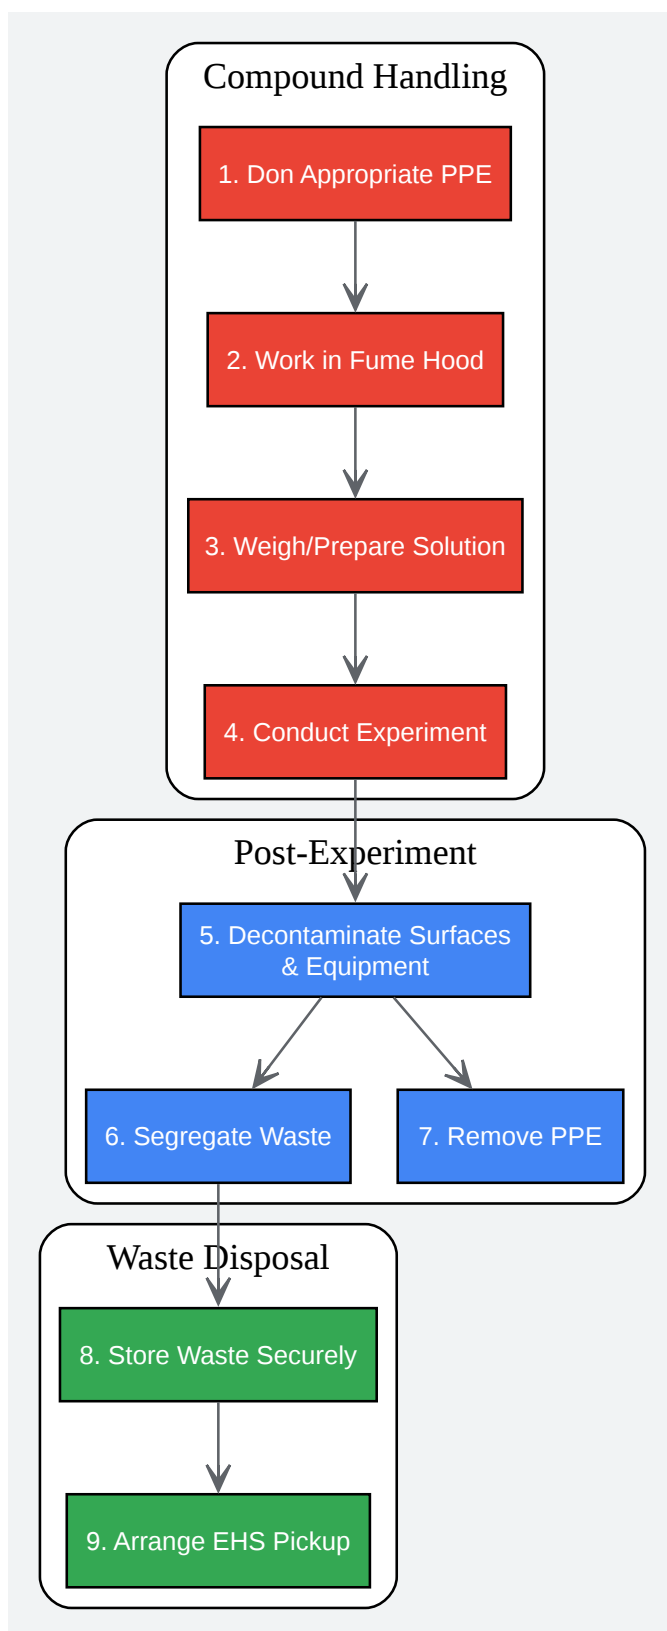 Compound Handling
1. Don Appropriate PPE
2. Work in Fume Hood
3. Weigh/Prepare Solution
4. Conduct Experiment
Post-Experiment
5. Decontaminate Surfaces
& Equipment
6. Segregate Waste
7. Remove PPE
Waste Disposal
8. Store Waste Securely
9. Arrange EHS Pickup